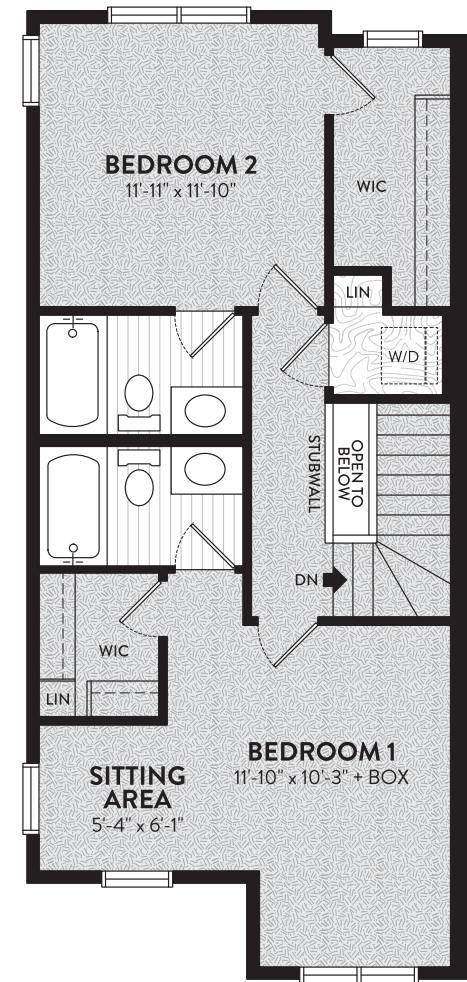 BEDROOM 2
11'-11" x 11'-10"
WIC
LIN
W/D
STUBWALL
OPEN TO
BELOW
DN
WIC
LIN
BEDROOM 1
11'-10" x 10'-3" + BOX
SITTING
AREA
5'-4" x 6'-1"